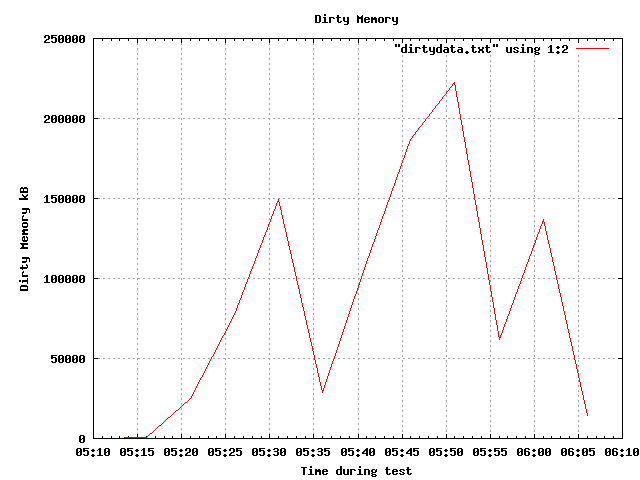 Dirty Memory
"dirtydata.txt" using 1:2
250000
200000
150000
100000
50000
0
Dirty Memory kB
05:10 05:15 05:20 05:25 05:30 05:35 05:40 05:45 05:50 05:55 06:00 06:05 06:10
Time during test